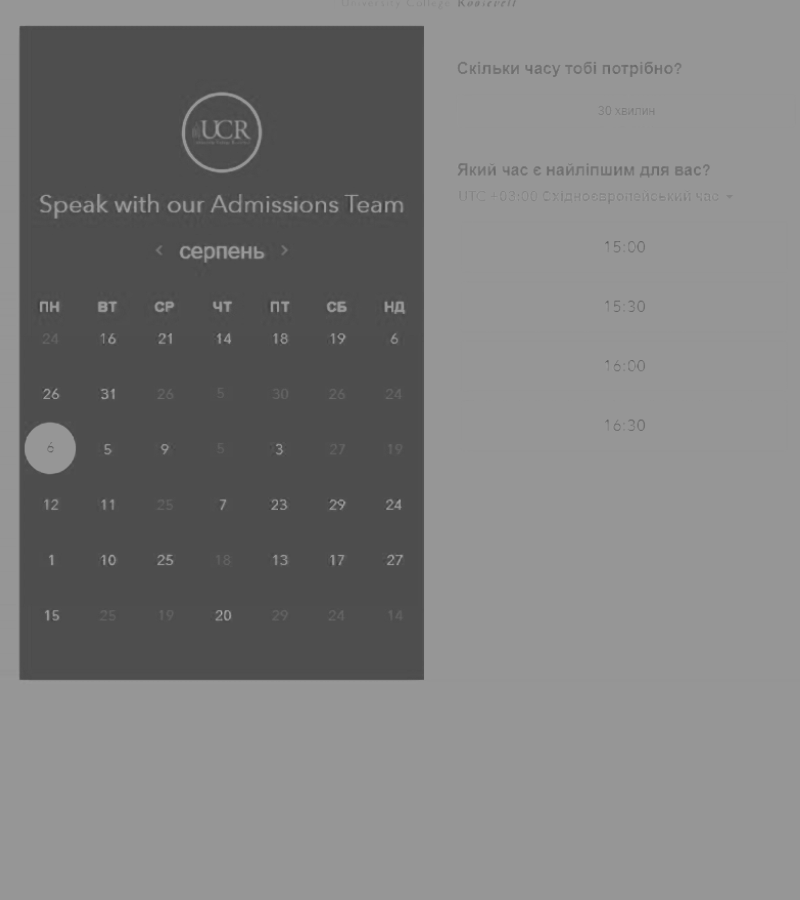 University College Roosevelt
UCR
Speak with our Admissions Team
‹ серпень ›
ПН ВТ СР ЧТ ПТ СБ НД
24 16 21 14 18 19 6
26 31 26 5 30 26 24
6 5 9 5 3 27 19
12 11 25 7 23 29 24
1 10 25 18 13 17 27
15 25 19 20 29 24 14
Скільки часу тобі потрібно?
30 хвилин
Який час є найліпшим для вас?
UTC +03:00 Східноєвропейський час
15:00
15:30
16:00
16:30